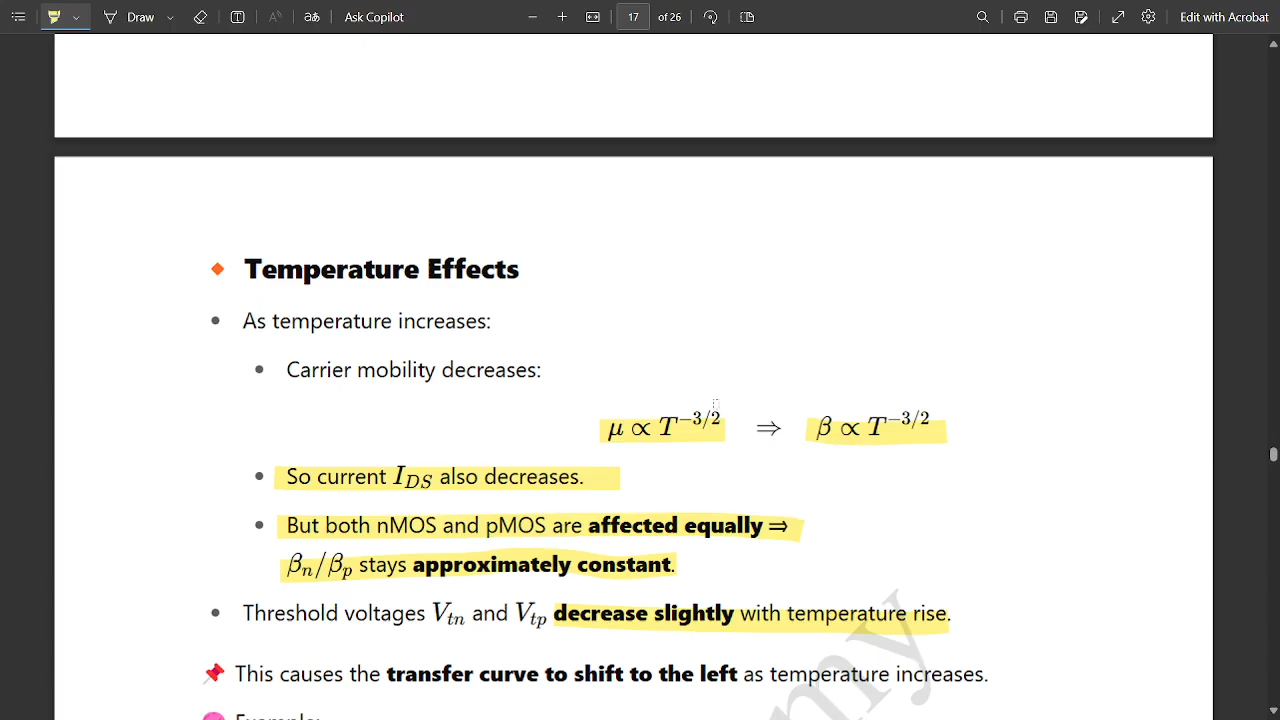 Draw
Ask Copilot
17 of 26
Edit with Acrobat
Temperature Effects
• As temperature increases:
• Carrier mobility decreases:
μ ∝ T^{−3/2} ⇒ β ∝ T^{−3/2}
• So current I_{DS} also decreases.
• But both nMOS and pMOS are affected equally ⇒
β_n/β_p stays approximately constant.
• Threshold voltages V_{tn} and V_{tp} decrease slightly with temperature rise.
📌 This causes the transfer curve to shift to the left as temperature increases.
Example: